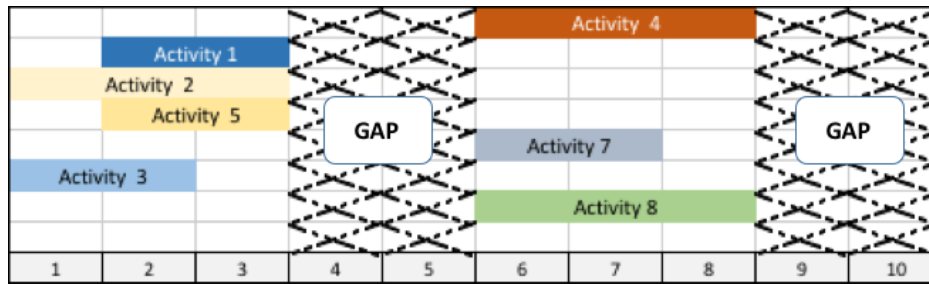 Activity 4
Activity 1
Activity 2
Activity 5
GAP
GAP
Activity 7
Activity 3
Activity 8
1 2 3 4 5 6 7 8 9 10